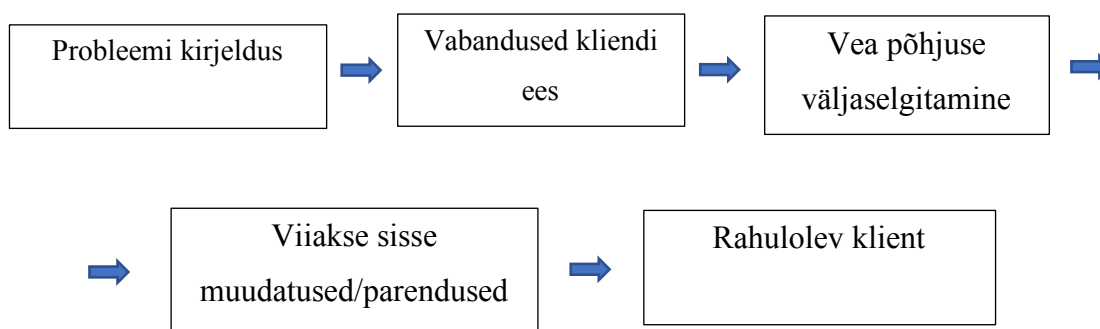 Probleemi kirjeldus
Vabandused kliendi
ees
Vea põhjuse
väljaselgitamine
Viiakse sisse
muudatused/parendused
Rahulolev klient